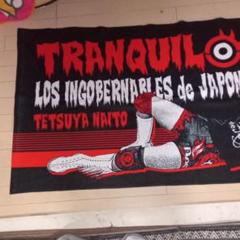 TRANQUILO
LOS INGOBERNABLES de JAPON
TETSUYA NAITO